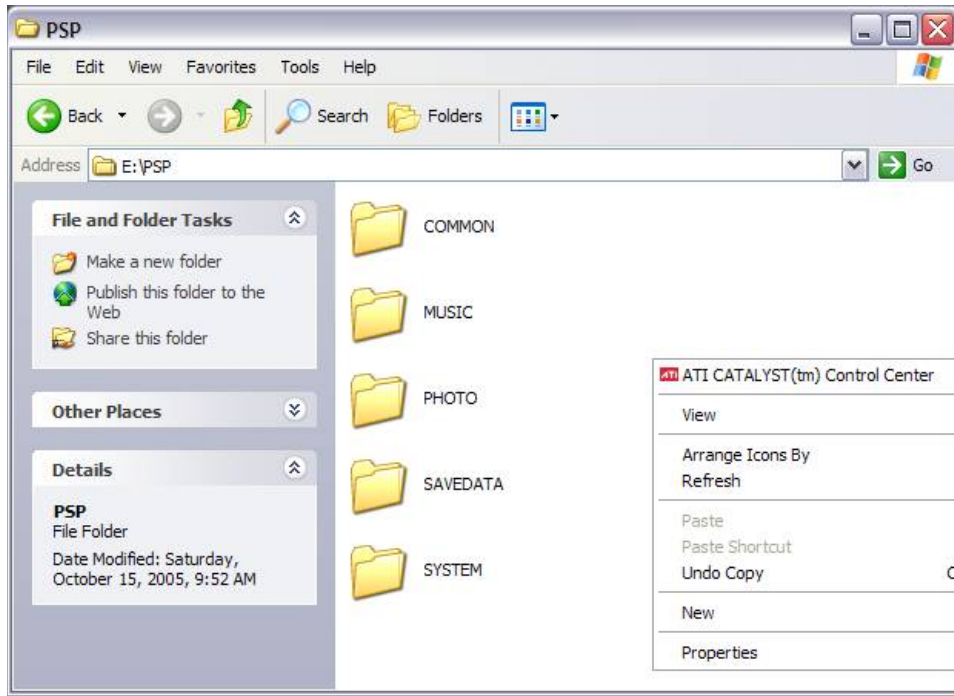 PSP
File Edit View Favorites Tools Help
Back Search Folders
Address E:\PSP Go
File and Folder Tasks
Make a new folder
Publish this folder to the
Web
Share this folder
Other Places
Details
PSP
File Folder
Date Modified: Saturday,
October 15, 2005, 9:52 AM
COMMON
MUSIC
PHOTO
SAVEDATA
SYSTEM
ATI ATI CATALYST(tm) Control Center
View
Arrange Icons By
Refresh
Paste
Paste Shortcut
Undo Copy
New
Properties